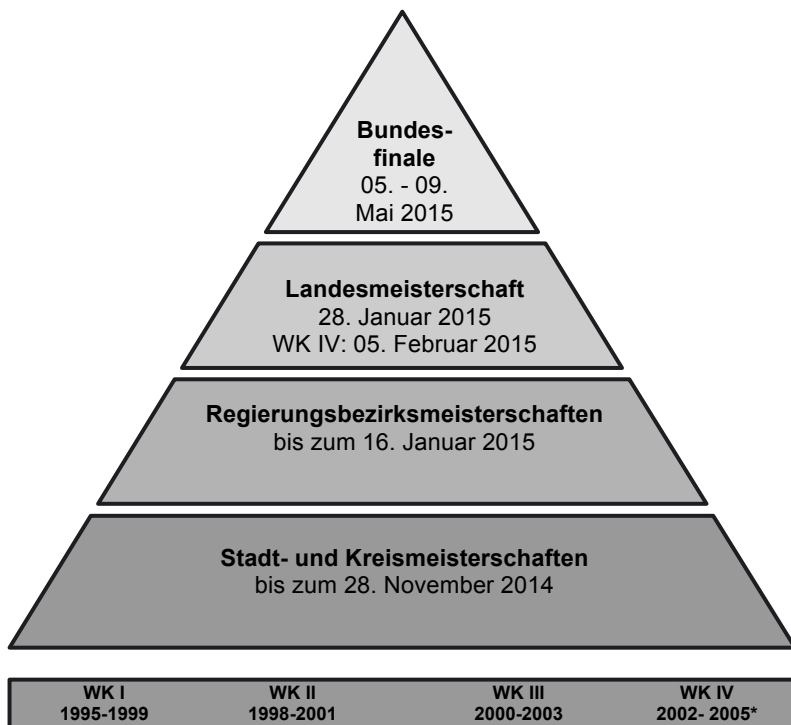 Bundes-
finale
05. - 09.
Mai 2015
Landesmeisterschaft
28. Januar 2015
WK IV: 05. Februar 2015
Regierungsbezirksmeisterschaften
bis zum 16. Januar 2015
Stadt- und Kreismeisterschaften
bis zum 28. November 2014
WK I WK II WK III WK IV
1995-1999 1998-2001 2000-2003 2002- 2005*